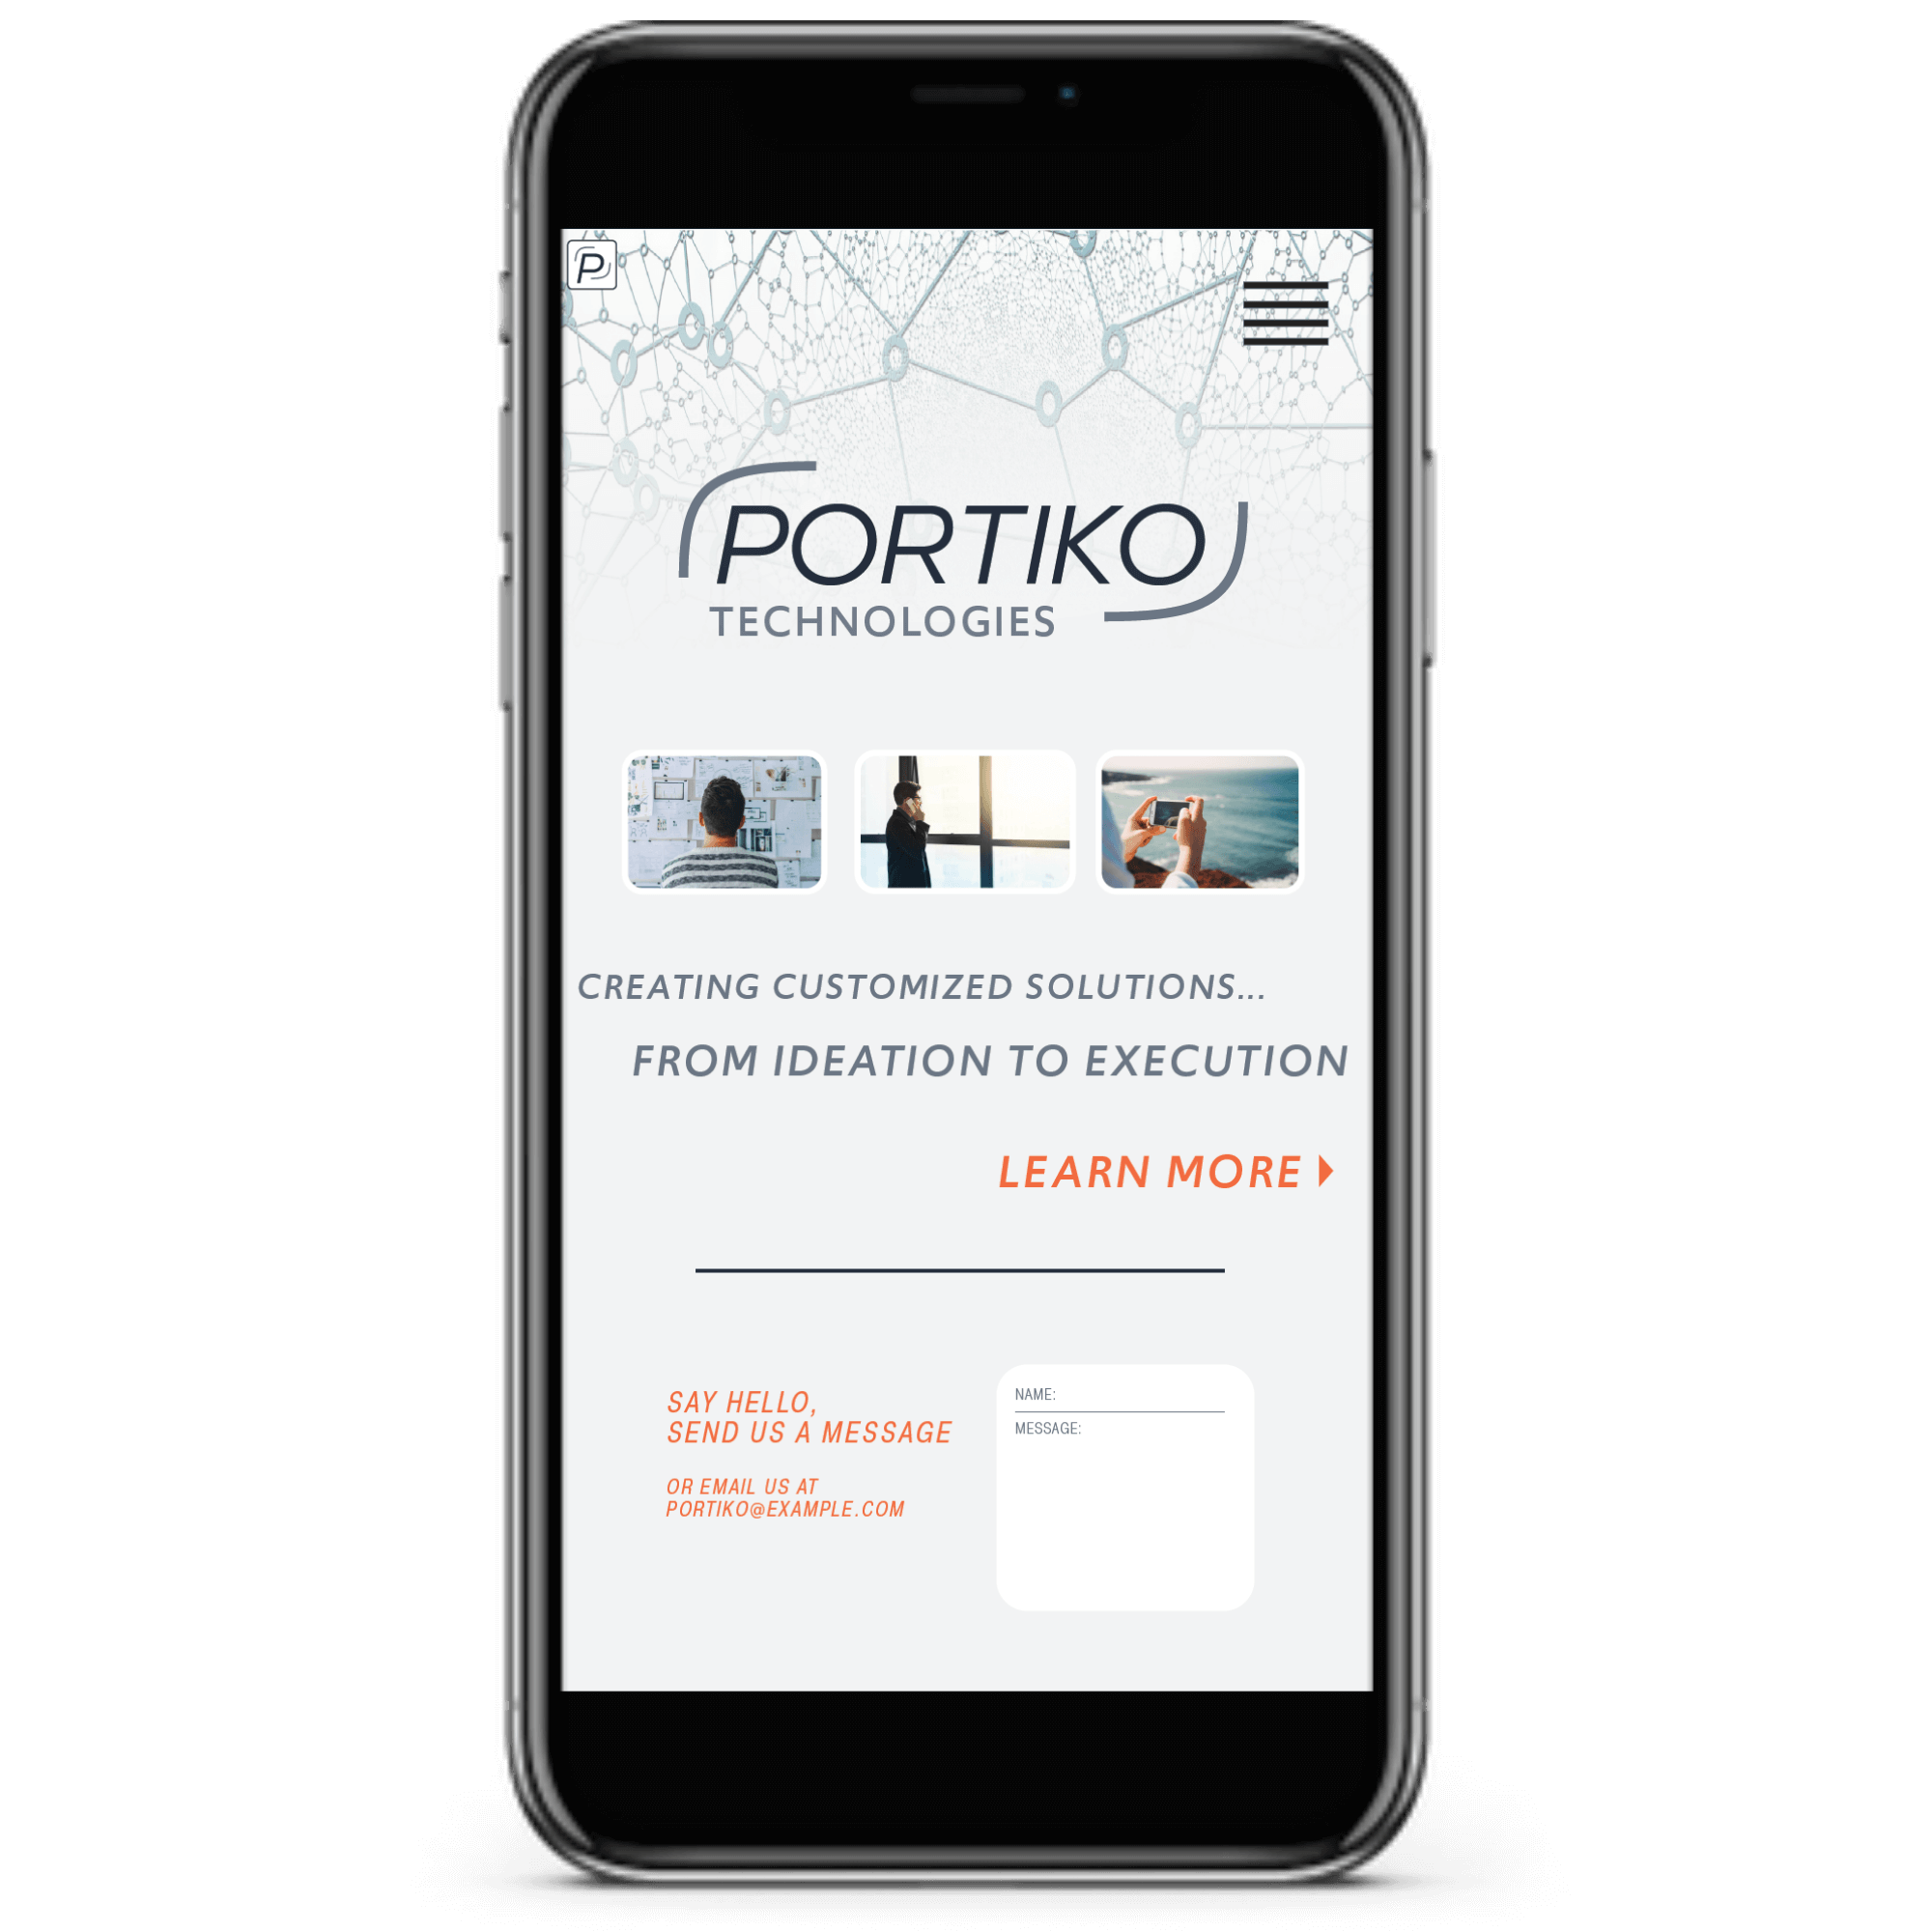 P
PORTIKO
TECHNOLOGIES
CREATING CUSTOMIZED SOLUTIONS...
FROM IDEATION TO EXECUTION
LEARN MORE
SAY HELLO,
SEND US A MESSAGE
OR EMAIL US AT
PORTIKO@EXAMPLE.COM
NAME:
MESSAGE: